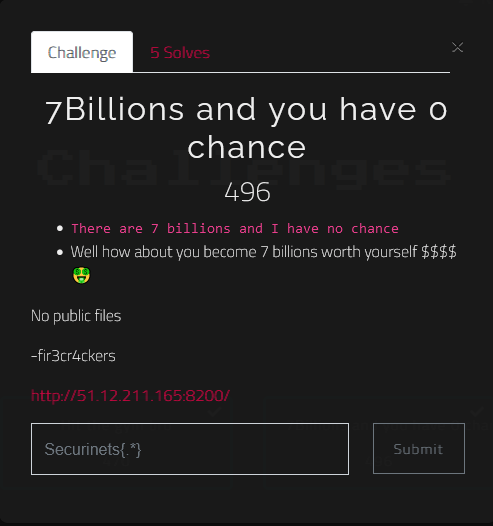 Challenge
5 Solves
×
7Billions and you have 0
chance
Challenges
496
There are 7 billions and I have no chance
Well how about you become 7 billions worth yourself $$$$
🤑
No public files
-fir3cr4ckers
http://51.12.211.165:8200/
Securinets{.*}
Submit